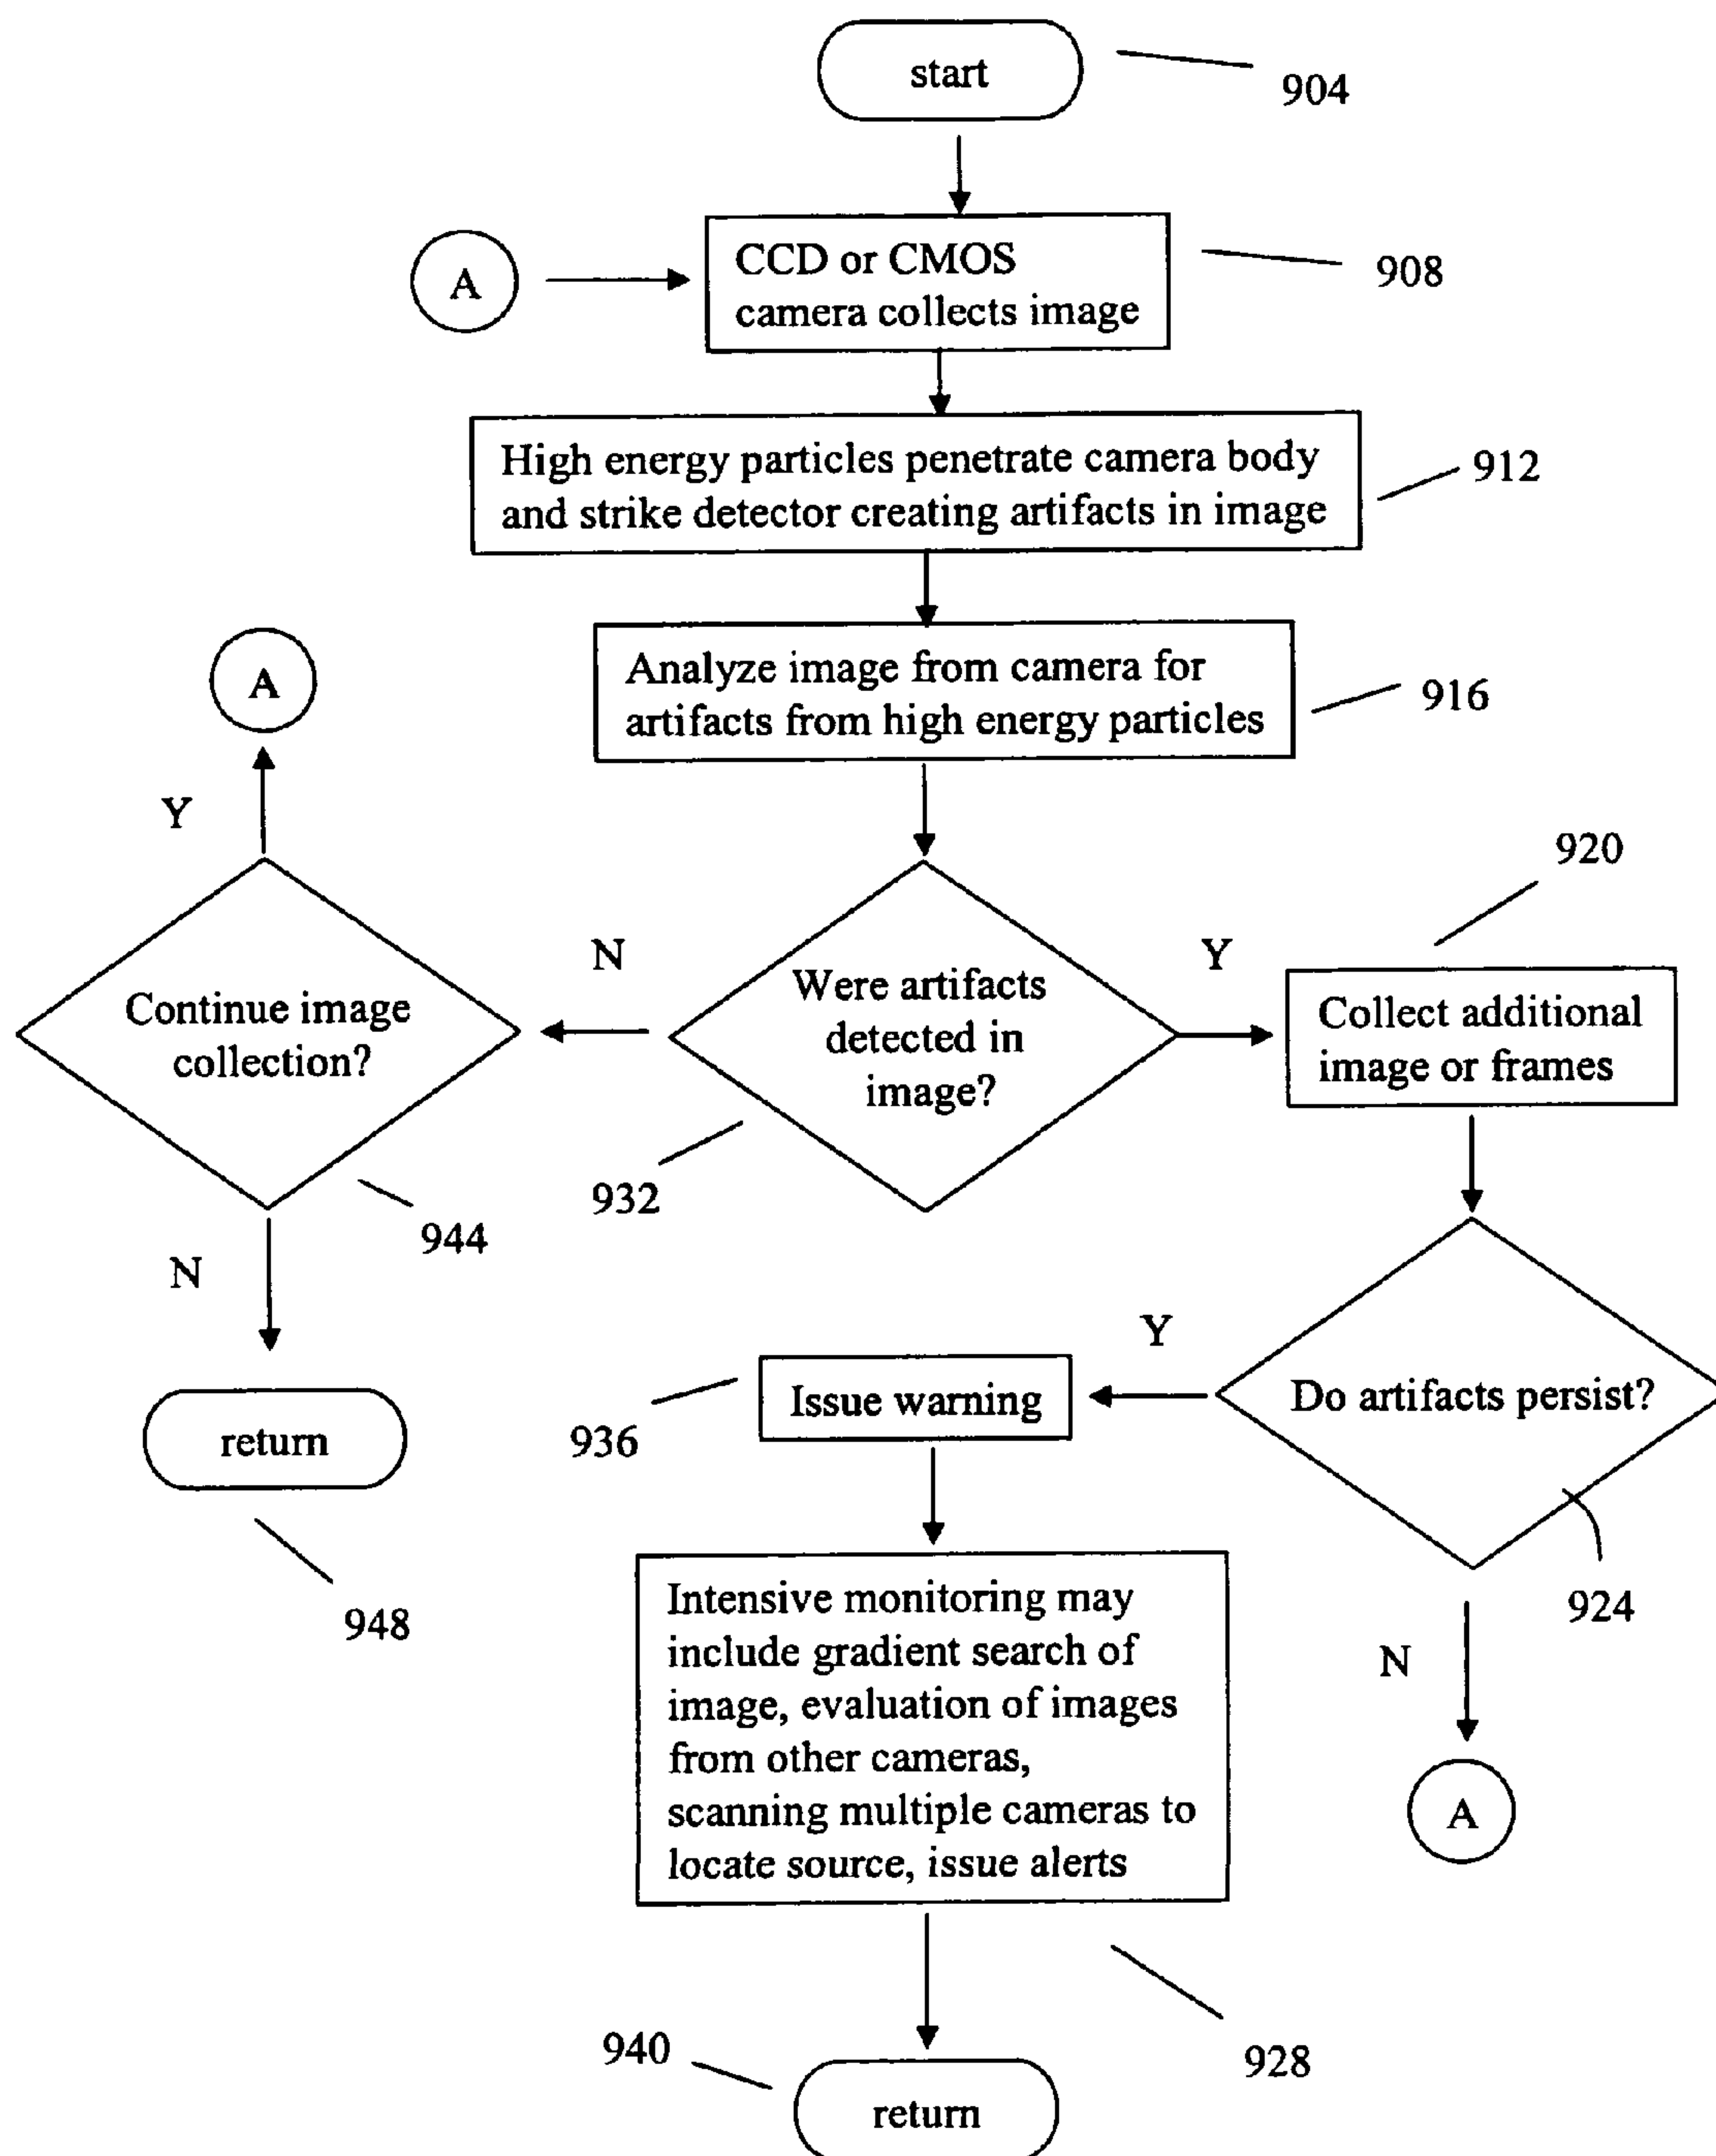 start
904
A
CCD or CMOS
camera collects image
908
High energy particles penetrate camera body
and strike detector creating artifacts in image
912
Analyze image from camera for
artifacts from high energy particles
916
A
Y
Continue image
collection?
944
N
return
948
N
Were artifacts
detected in
image?
932
Y
920
Collect additional
image or frames
Do artifacts persist?
924
Y
Issue warning
936
N
A
Intensive monitoring may
include gradient search of
image, evaluation of images
from other cameras,
scanning multiple cameras to
locate source, issue alerts
928
940
return